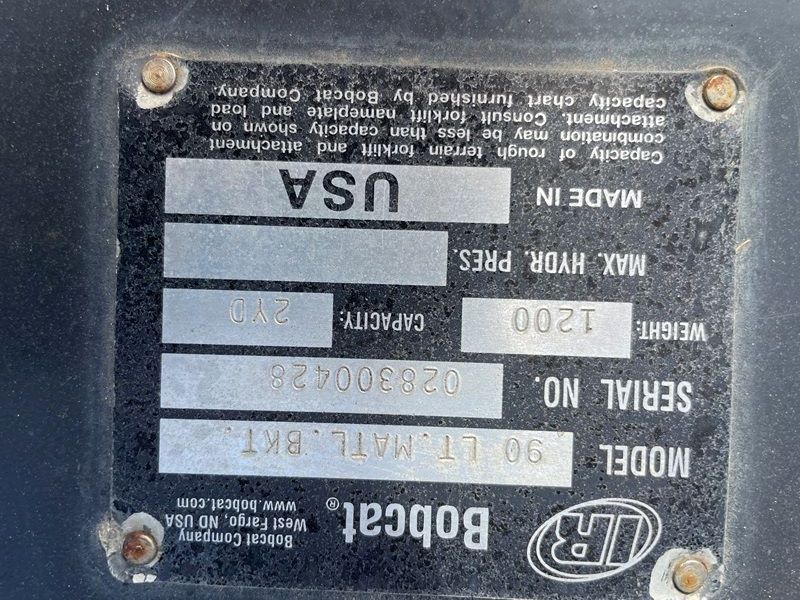 IR Bobcat®
Bobcat Company
West Fargo, ND USA
www.bobcat.com
MODEL 90 LT.MATL.BKT.
SERIAL NO. 028300428
WEIGHT: 1200 CAPACITY: 2YD
MAX. HYDR PRES.
MADE IN USA
Capacity of rough terrain forklift and attachment
combination may be less than capacity shown on
attachment. Consult forklift nameplate and load
capacity chart furnished by Bobcat Company.